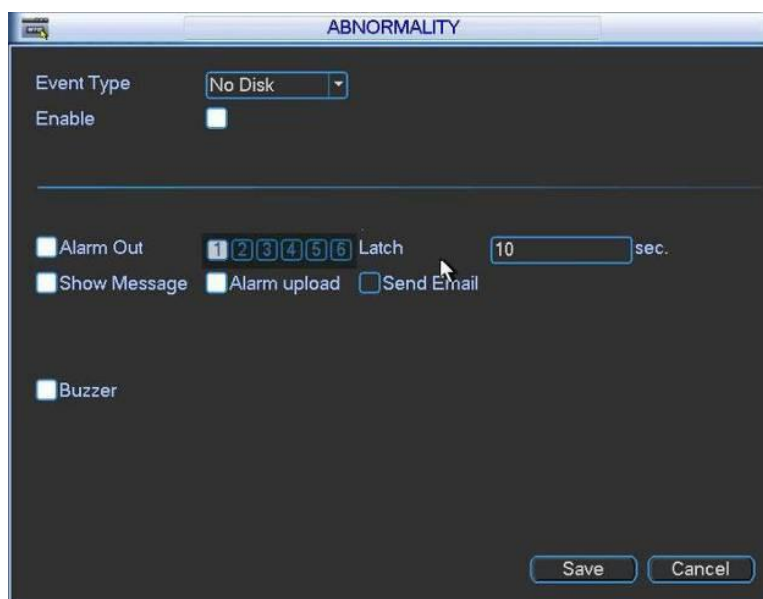 ABNORMALITY
Event Type No Disk
Enable
Alarm Out 1 2 3 4 5 6 Latch 10 sec.
Show Message Alarm upload Send Email
Buzzer
Save Cancel